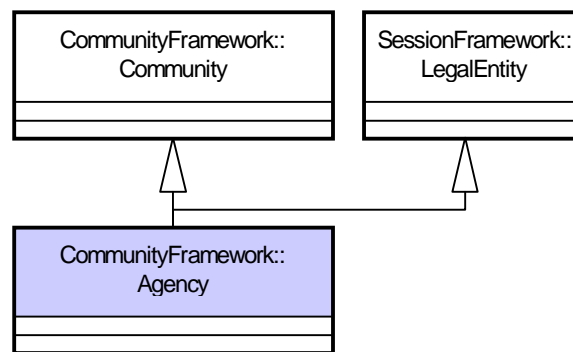 CommunityFramework::
Community
SessionFramework::
LegalEntity
CommunityFramework::
Agency